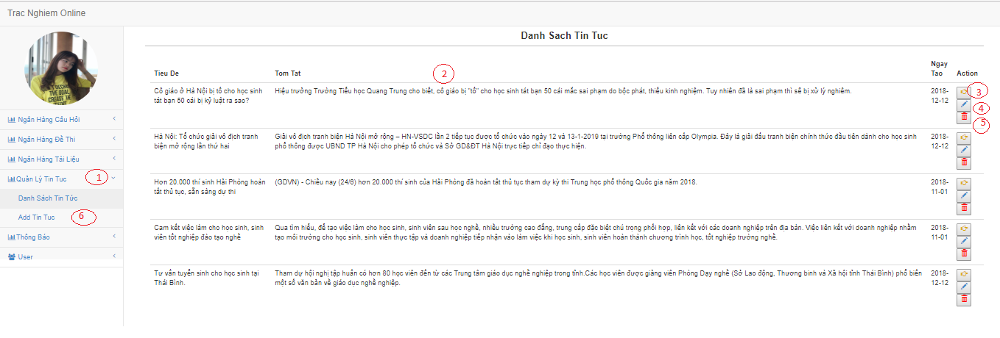 Trac Nghiem Online
YELLOW IS
THE GOAL
CREASE THE
Ngân Hàng Câu Hỏi
Ngân Hàng Đề Thi
Ngân Hàng Tài Liệu
Quản Lý Tin Tuc 1
Danh Sách Tin Tức
Add Tin Tuc 6
Thông Báo
User
Danh Sach Tin Tuc
Tieu De Tom Tat 2 Ngay Tao Action
Cô giáo ở Hà Nội bị tố cho học sinh
tát bạn 50 cái bị kỷ luật ra sao?
Hiệu trưởng Trường Tiểu học Quang Trung cho biết, cô giáo bị "tố" cho học sinh tát bạn 50 cái mắc sai phạm do bộc phát, thiếu kinh nghiệm. Tuy nhiên đã là sai phạm thì sẽ bị xử lý nghiêm.
2018-
12-12
3
4
5
Hà Nội: Tổ chức giải vô địch tranh
biện mở rộng lần thứ hai
Giải vô địch tranh biện Hà Nội mở rộng – HN-VSDC lần 2 tiếp tục được tổ chức vào ngày 12 và 13-1-2019 tại trường Phổ thông liên cấp Olympia. Đây là giải đấu tranh biện chính thức đầu tiên dành cho học sinh
phổ thông được UBND TP Hà Nội cho phép tổ chức và Sở GD&ĐT Hà Nội trực tiếp chỉ đạo thực hiện.
2018-
12-12
Hơn 20.000 thí sinh Hải Phòng hoàn
tất thủ tục, sẵn sàng dự thi
(GDVN) - Chiều nay (24/6) hơn 20.000 thí sinh của Hải Phòng đã hoàn tất thủ tục tham dự kỳ thi Trung học phổ thông Quốc gia năm 2018.
2018-
11-01
Cam kết việc làm cho học sinh, sinh
viên tốt nghiệp đào tạo nghề
Qua tìm hiểu, để tạo việc làm cho học sinh, sinh viên sau học nghề, nhiều trường cao đẳng, trung cấp đặc biệt chú trọng phối hợp, liên kết với các doanh nghiệp trên địa bàn. Việc liên kết với doanh nghiệp nhằm
tạo môi trường cho học sinh, sinh viên thực tập và doanh nghiệp tiếp nhận vào làm việc khi học sinh, sinh viên hoàn thành chương trình học, tốt nghiệp trường nghề.
2018-
11-01
Tư vấn tuyển sinh cho học sinh tại
Thái Bình.
Tham dự hội nghị tập huấn có hơn 80 học viên đến từ các Trung tâm giáo dục nghề nghiệp trong tỉnh.Các học viên được giảng viên Phòng Dạy nghề (Sở Lao động, Thương binh và Xã hội tỉnh Thái Bình) phổ biến
một số văn bản về giáo dục nghề nghiệp.
2018-
12-12